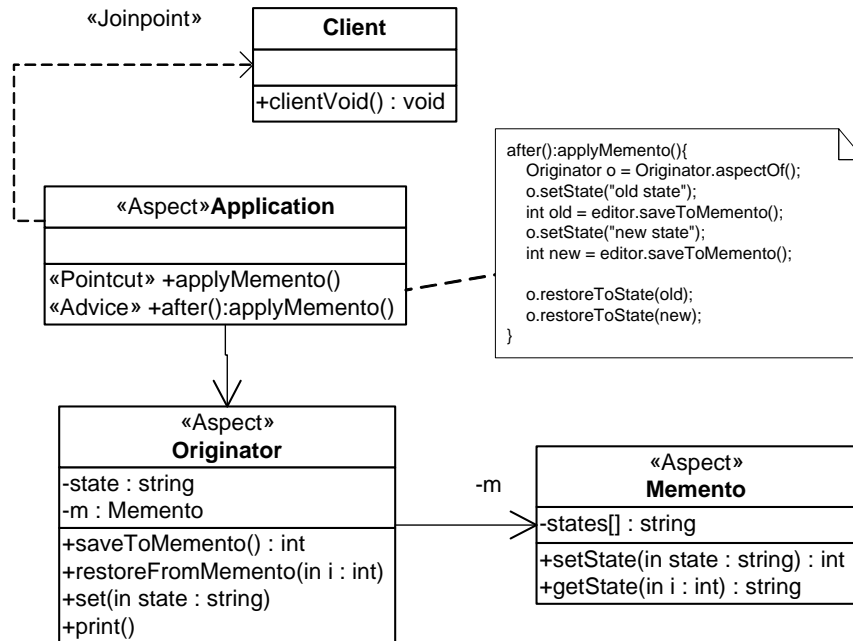 «Joinpoint»
Client
+clientVoid() : void
«Aspect»Application
«Pointcut» +applyMemento()
«Advice» +after():applyMemento()
after():applyMemento(){
Originator o = Originator.aspectOf();
o.setState("old state");
int old = editor.saveToMemento();
o.setState("new state");
int new = editor.saveToMemento();
o.restoreToState(old);
o.restoreToState(new);
}
«Aspect»
Originator
-state : string
-m : Memento
+saveToMemento() : int
+restoreFromMemento(in i : int)
+set(in state : string)
+print()
-m
«Aspect»
Memento
-states[] : string
+setState(in state : string) : int
+getState(in i : int) : string